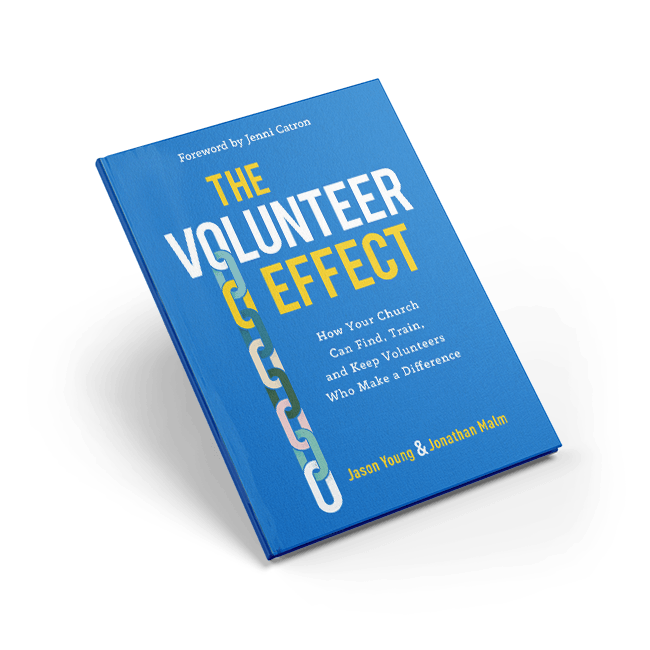 Foreword by Jenni Catron
THE
VOLUNTEER
EFFECT
How Your Church
Can Find, Train,
and Keep Volunteers
Who Make a Difference
Jason Young & Jonathan Malm